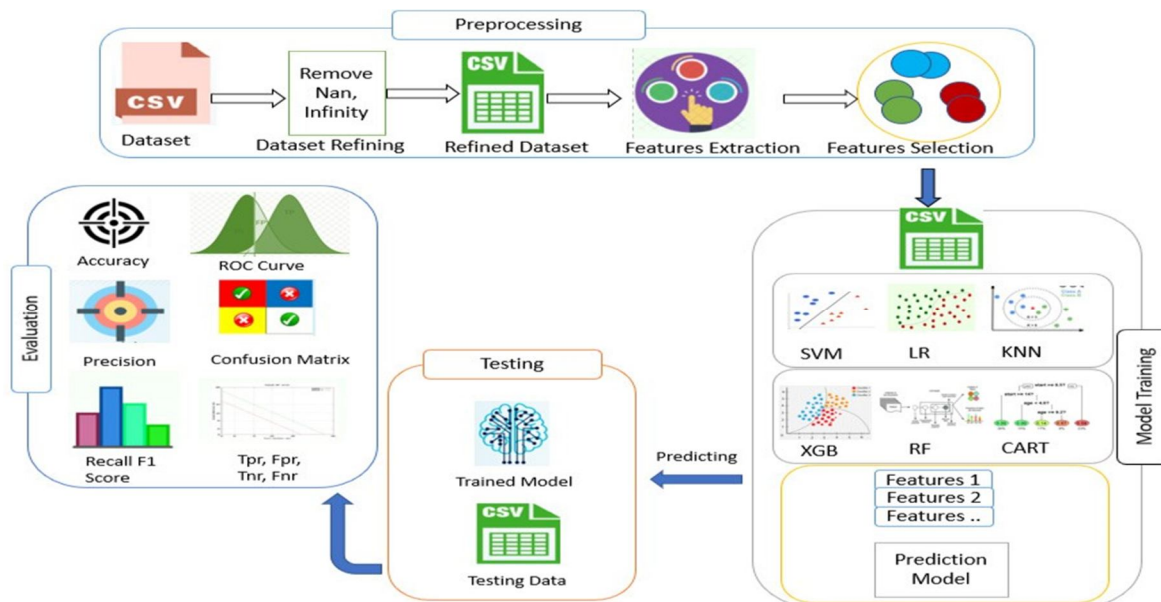 Preprocessing
CSV
Dataset
Remove
Nan,
Infinity
Dataset Refining
CSV
Refined Dataset
Features Extraction
Features Selection
Evaluation
Accuracy
ROC Curve
Precision
Confusion Matrix
Recall F1
Score
Tpr, Fpr,
Tnr, Fnr
Testing
Trained Model
CSV
Testing Data
Predicting
CSV
SVM
LR
KNN
XGB
RF
CART
Model Training
Features 1
Features 2
Features ..
Prediction
Model